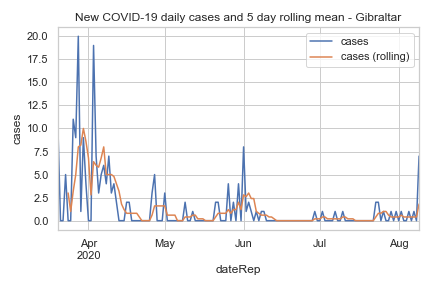 New COVID-19 daily cases and 5 day rolling mean - Gibraltar
cases
cases (rolling)
20.0
17.5
15.0
12.5
10.0
7.5
5.0
2.5
0.0
cases
Apr
2020
May
Jun
Jul
Aug
dateRep